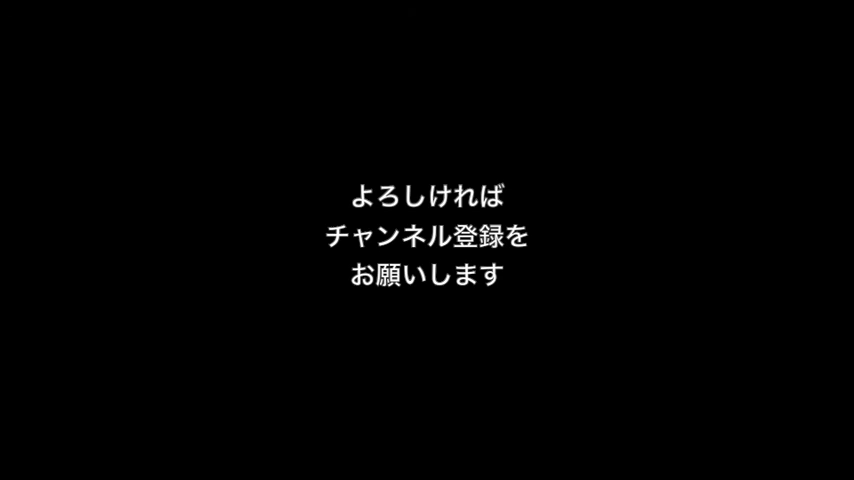 よろしければ
チャンネル登録を
お願いします